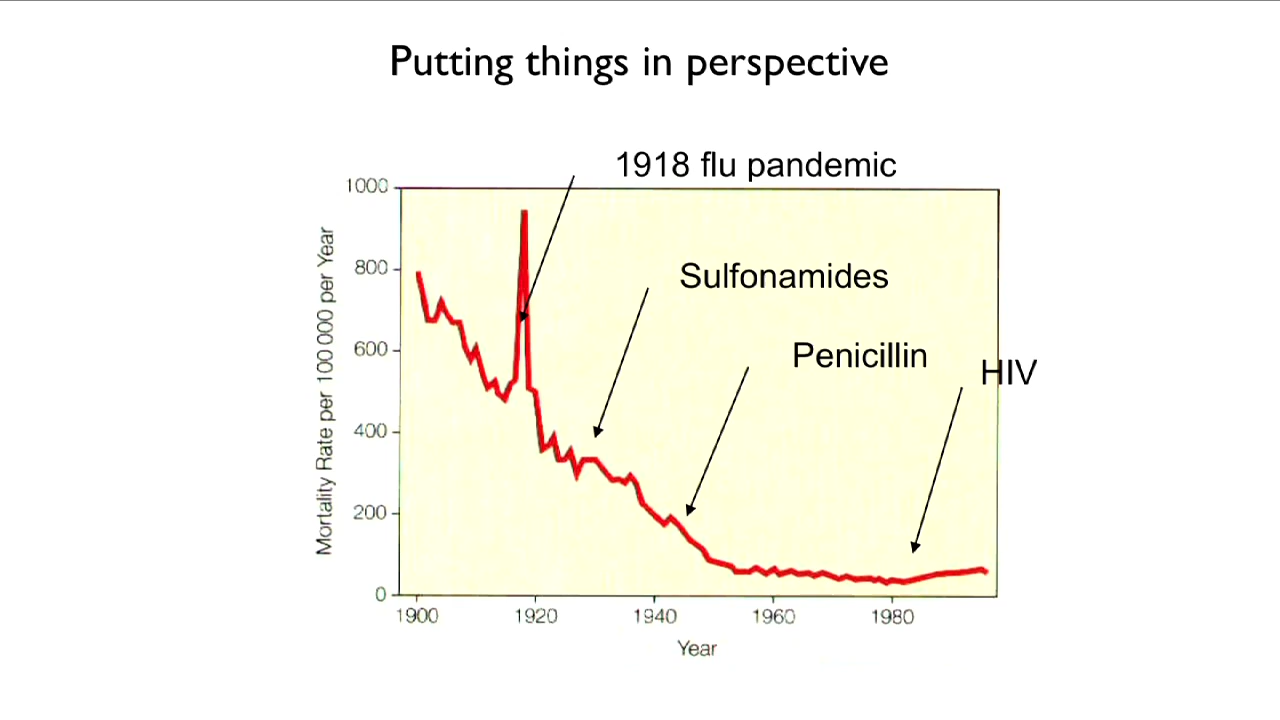 Putting things in perspective
1918 flu pandemic
Sulfonamides
Penicillin
HIV
Mortality Rate per 100 000 per Year
1000
800
600
400
200
0
1900 1920 1940 1960 1980
Year